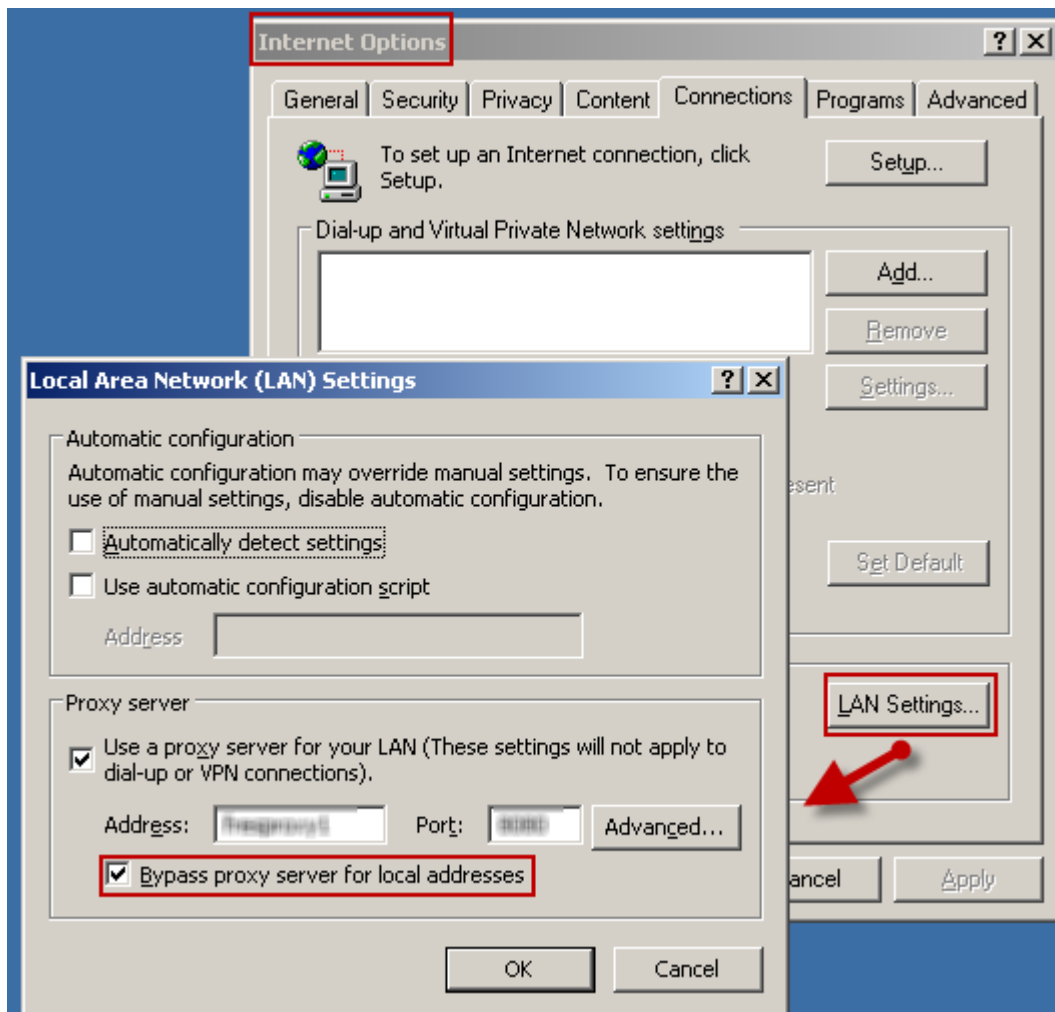 Internet Options
General Security Privacy Content Connections Programs Advanced
To set up an Internet connection, click
Setup.
Setup...
Dial-up and Virtual Private Network settings
Add...
Remove
Settings...
esent
Set Default
LAN Settings...
ancel
Apply
Local Area Network (LAN) Settings
Automatic configuration
Automatic configuration may override manual settings. To ensure the
use of manual settings, disable automatic configuration.
Automatically detect settings
Use automatic configuration script
Address
Proxy server
Use a proxy server for your LAN (These settings will not apply to
dial-up or VPN connections).
Address:
Port:
Advanced...
Bypass proxy server for local addresses
OK
Cancel